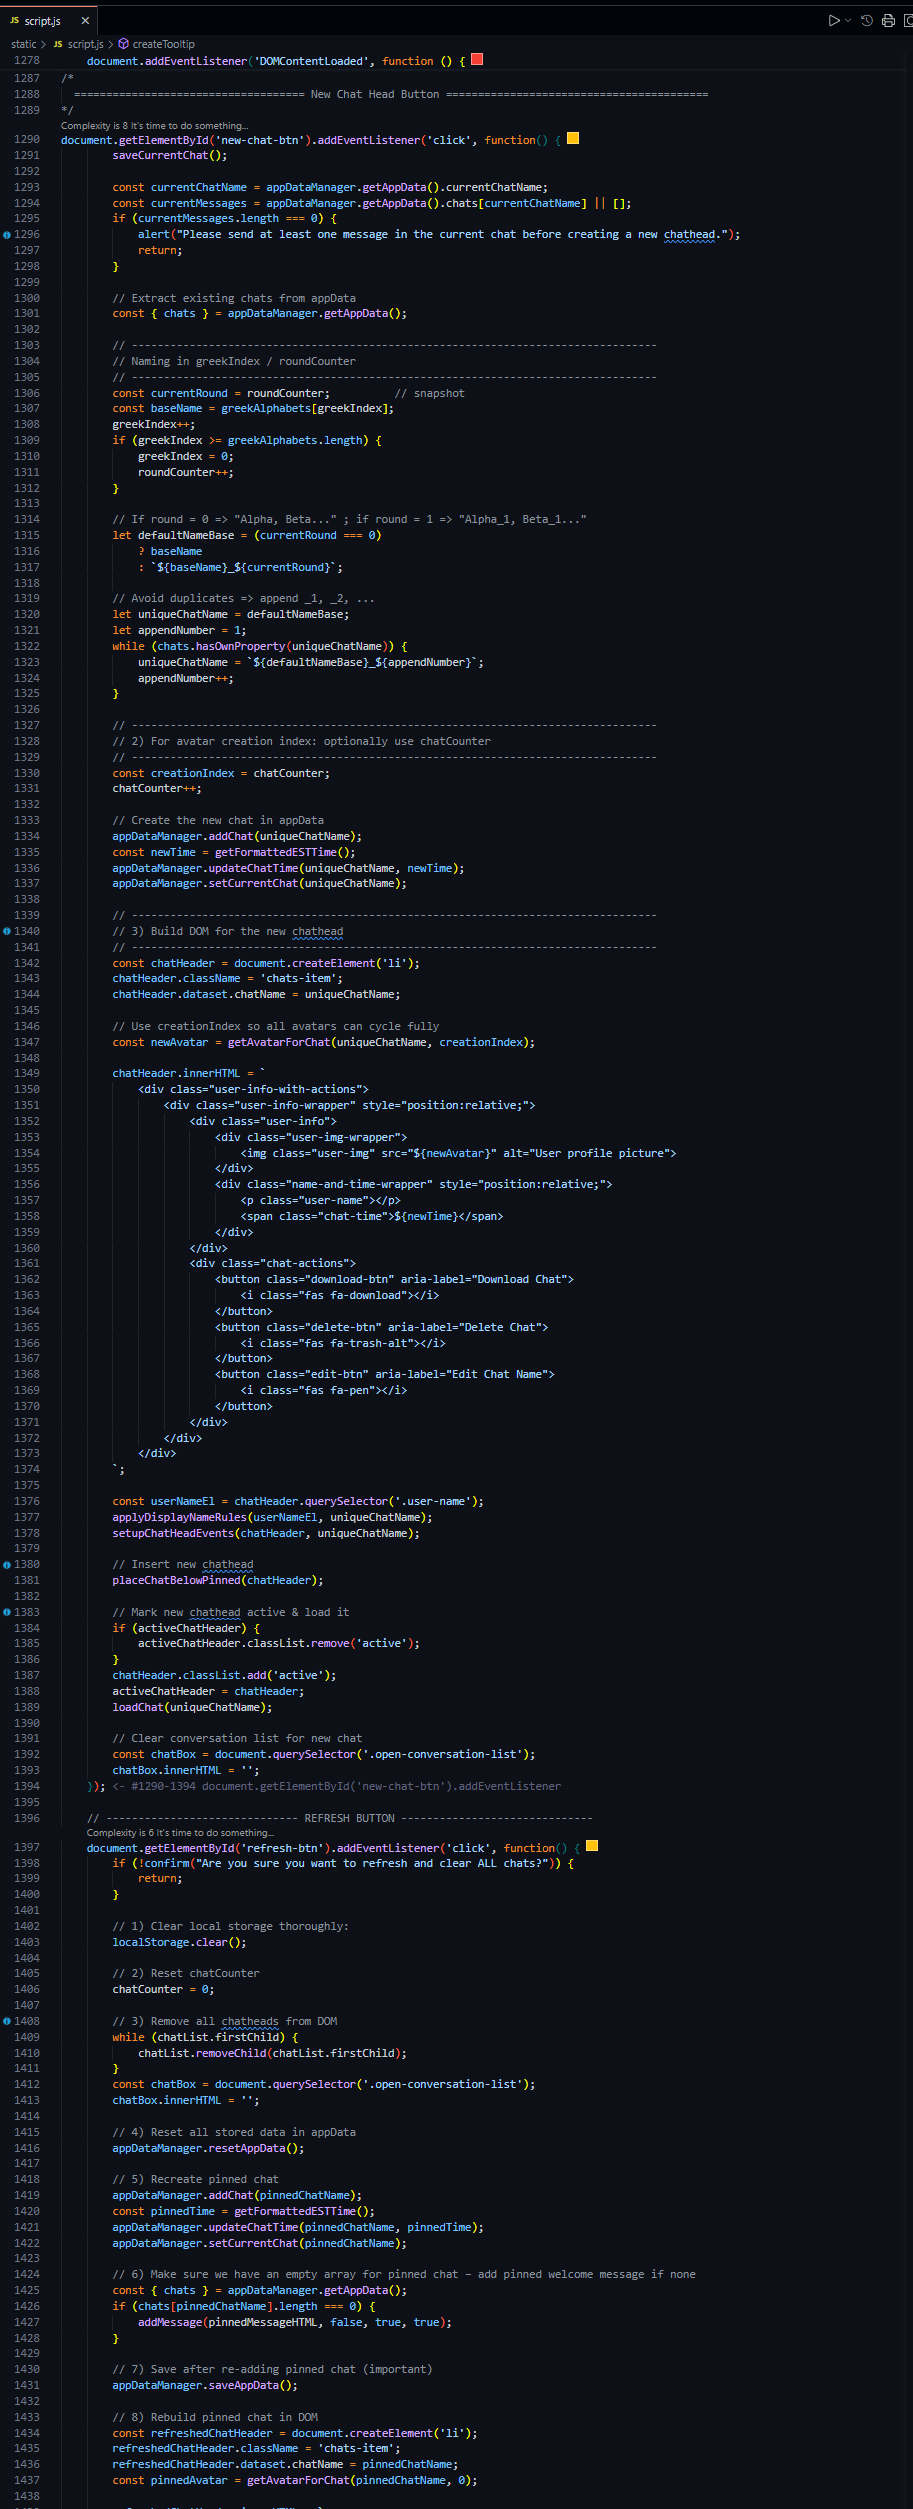 JS script.js ×
static > JS script.js > createTooltip
1278 document.addEventListener('DOMContentLoaded', function () {
1287 /*
1288 ==================================== New Chat Head Button =========================================
1289 */
Complexity is 8 It's time to do something...
1290 document.getElementById('new-chat-btn').addEventListener('click', function() {
1291 saveCurrentChat();
1292
1293 const currentChatName = appDataManager.getAppData().currentChatName;
1294 const currentMessages = appDataManager.getAppData().chats[currentChatName] || [];
1295 if (currentMessages.length === 0) {
1296 alert("Please send at least one message in the current chat before creating a new chathead.");
1297 return;
1298 }
1299
1300 // Extract existing chats from appData
1301 const { chats } = appDataManager.getAppData();
1302
1303 // ----------------------------------------------------------------------------------
1304 // Naming in greekIndex / roundCounter
1305 // ----------------------------------------------------------------------------------
1306 const currentRound = roundCounter; // snapshot
1307 const baseName = greekAlphabets[greekIndex];
1308 greekIndex++;
1309 if (greekIndex >= greekAlphabets.length) {
1310 greekIndex = 0;
1311 roundCounter++;
1312 }
1313
1314 // If round = 0 => "Alpha, Beta..." ; if round = 1 => "Alpha_1, Beta_1..."
1315 let defaultNameBase = (currentRound === 0)
1316 ? baseName
1317 : `${baseName}_${currentRound}`;
1318
1319 // Avoid duplicates => append _1, _2, ...
1320 let uniqueChatName = defaultNameBase;
1321 let appendNumber = 1;
1322 while (chats.hasOwnProperty(uniqueChatName)) {
1323 uniqueChatName = `${defaultNameBase}_${appendNumber}`;
1324 appendNumber++;
1325 }
1326
1327 // ----------------------------------------------------------------------------------
1328 // 2) For avatar creation index: optionally use chatCounter
1329 // ----------------------------------------------------------------------------------
1330 const creationIndex = chatCounter;
1331 chatCounter++;
1332
1333 // Create the new chat in appData
1334 appDataManager.addChat(uniqueChatName);
1335 const newTime = getFormattedESTTime();
1336 appDataManager.updateChatTime(uniqueChatName, newTime);
1337 appDataManager.setCurrentChat(uniqueChatName);
1338
1339 // ----------------------------------------------------------------------------------
1340 // 3) Build DOM for the new chathead
1341 // ----------------------------------------------------------------------------------
1342 const chatHeader = document.createElement('li');
1343 chatHeader.className = 'chats-item';
1344 chatHeader.dataset.chatName = uniqueChatName;
1345
1346 // Use creationIndex so all avatars can cycle fully
1347 const newAvatar = getAvatarForChat(uniqueChatName, creationIndex);
1348
1349 chatHeader.innerHTML = `
1350 <div class="user-info-with-actions">
1351 <div class="user-info-wrapper" style="position:relative;">
1352 <div class="user-info">
1353 <div class="user-img-wrapper">
1354 <img class="user-img" src="${newAvatar}" alt="User profile picture">
1355 </div>
1356 <div class="name-and-time-wrapper" style="position:relative;">
1357 <p class="user-name"></p>
1358 <span class="chat-time">${newTime}</span>
1359 </div>
1360 </div>
1361 <div class="chat-actions">
1362 <button class="download-btn" aria-label="Download Chat">
1363 <i class="fas fa-download"></i>
1364 </button>
1365 <button class="delete-btn" aria-label="Delete Chat">
1366 <i class="fas fa-trash-alt"></i>
1367 </button>
1368 <button class="edit-btn" aria-label="Edit Chat Name">
1369 <i class="fas fa-pen"></i>
1370 </button>
1371 </div>
1372 </div>
1373 </div>
1374 `;
1375
1376 const userNameEl = chatHeader.querySelector('.user-name');
1377 applyDisplayNameRules(userNameEl, uniqueChatName);
1378 setupChatHeadEvents(chatHeader, uniqueChatName);
1379
1380 // Insert new chathead
1381 placeChatBelowPinned(chatHeader);
1382
1383 // Mark new chathead active & load it
1384 if (activeChatHeader) {
1385 activeChatHeader.classList.remove('active');
1386 }
1387 chatHeader.classList.add('active');
1388 activeChatHeader = chatHeader;
1389 loadChat(uniqueChatName);
1390
1391 // Clear conversation list for new chat
1392 const chatBox = document.querySelector('.open-conversation-list');
1393 chatBox.innerHTML = '';
1394 }); <- #1290-1394 document.getElementById('new-chat-btn').addEventListener
1395
1396 // ------------------------------ REFRESH BUTTON ------------------------------
Complexity is 6 It's time to do something...
1397 document.getElementById('refresh-btn').addEventListener('click', function() {
1398 if (!confirm("Are you sure you want to refresh and clear ALL chats?")) {
1399 return;
1400 }
1401
1402 // 1) Clear local storage thoroughly:
1403 localStorage.clear();
1404
1405 // 2) Reset chatCounter
1406 chatCounter = 0;
1407
1408 // 3) Remove all chatheads from DOM
1409 while (chatList.firstChild) {
1410 chatList.removeChild(chatList.firstChild);
1411 }
1412 const chatBox = document.querySelector('.open-conversation-list');
1413 chatBox.innerHTML = '';
1414
1415 // 4) Reset all stored data in appData
1416 appDataManager.resetAppData();
1417
1418 // 5) Recreate pinned chat
1419 appDataManager.addChat(pinnedChatName);
1420 const pinnedTime = getFormattedESTTime();
1421 appDataManager.updateChatTime(pinnedChatName, pinnedTime);
1422 appDataManager.setCurrentChat(pinnedChatName);
1423
1424 // 6) Make sure we have an empty array for pinned chat – add pinned welcome message if none
1425 const { chats } = appDataManager.getAppData();
1426 if (chats[pinnedChatName].length === 0) {
1427 addMessage(pinnedMessageHTML, false, true, true);
1428 }
1429
1430 // 7) Save after re-adding pinned chat (important)
1431 appDataManager.saveAppData();
1432
1433 // 8) Rebuild pinned chat in DOM
1434 const refreshedChatHeader = document.createElement('li');
1435 refreshedChatHeader.className = 'chats-item';
1436 refreshedChatHeader.dataset.chatName = pinnedChatName;
1437 const pinnedAvatar = getAvatarForChat(pinnedChatName, 0);
1438